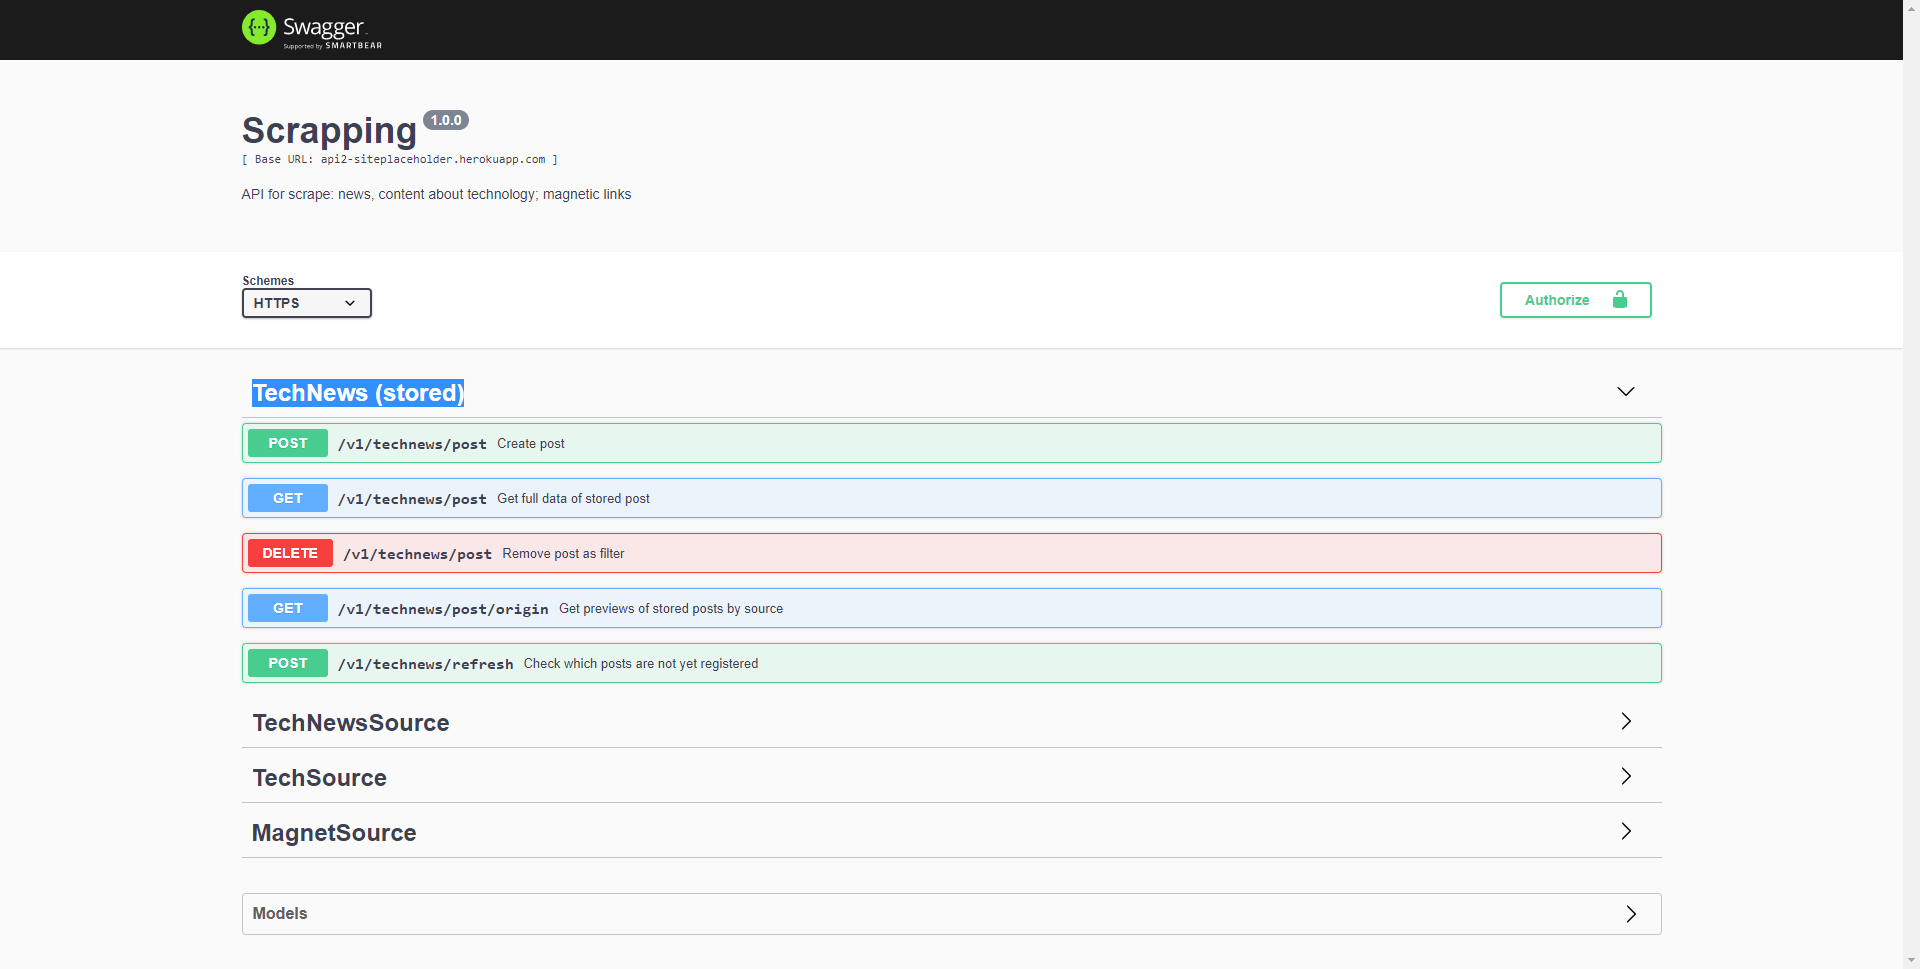 Swagger
Supported by SMARTBEAR
Scrapping 1.0.0
[ Base URL: api2-siteplaceholder.herokuapp.com ]
API for scrape: news, content about technology; magnetic links
Schemes
HTTPS
Authorize
TechNews (stored)
POST /v1/technews/post Create post
GET /v1/technews/post Get full data of stored post
DELETE /v1/technews/post Remove post as filter
GET /v1/technews/post/origin Get previews of stored posts by source
POST /v1/technews/refresh Check which posts are not yet registered
TechNewsSource
TechSource
MagnetSource
Models